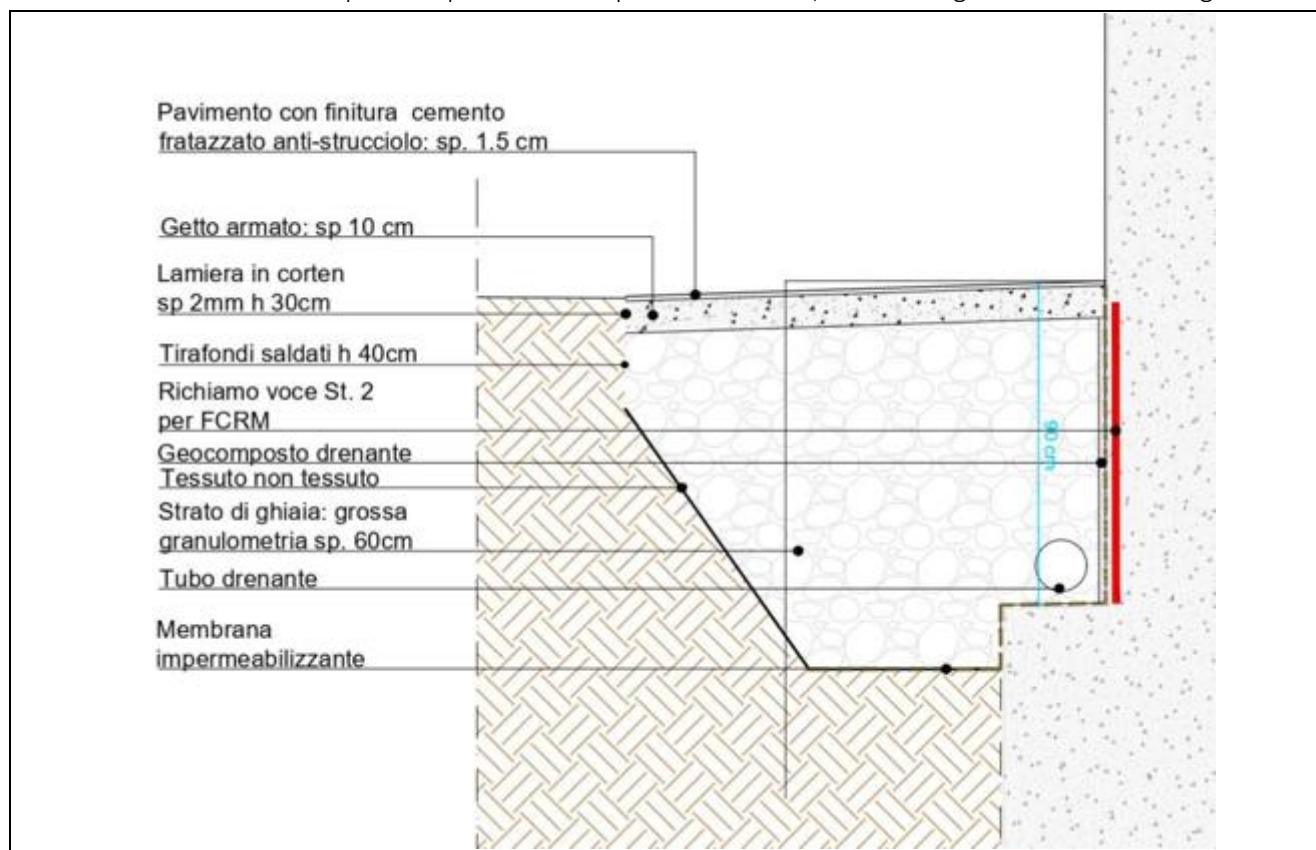 Pavimento con finitura cemento
fratazzato anti-strucciolo: sp. 1.5 cm
Getto armato: sp 10 cm
Lamiera in corten
sp 2mm h 30cm
Tirafondi saldati h 40cm
Richiamo voce St. 2
per FCRM
Geocomposto drenante
Tessuto non tessuto
Strato di ghiaia: grossa
granulometria sp. 60cm
Tubo drenante
Membrana
impermeabilizzante
90 cm